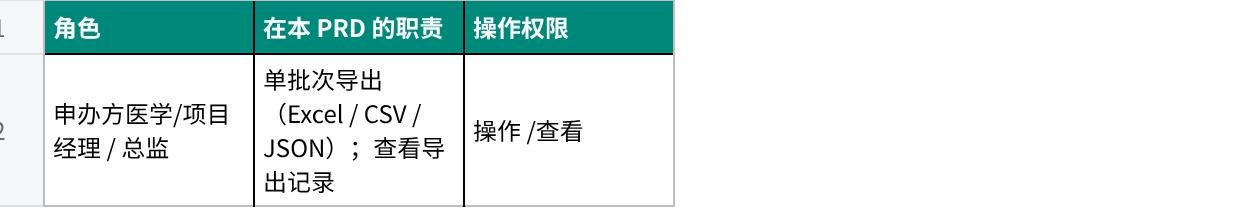 角色
在本 PRD 的职责
操作权限
申办方医学/项目
经理 / 总监
单批次导出
（Excel / CSV /
JSON）；查看导
出记录
操作 /查看